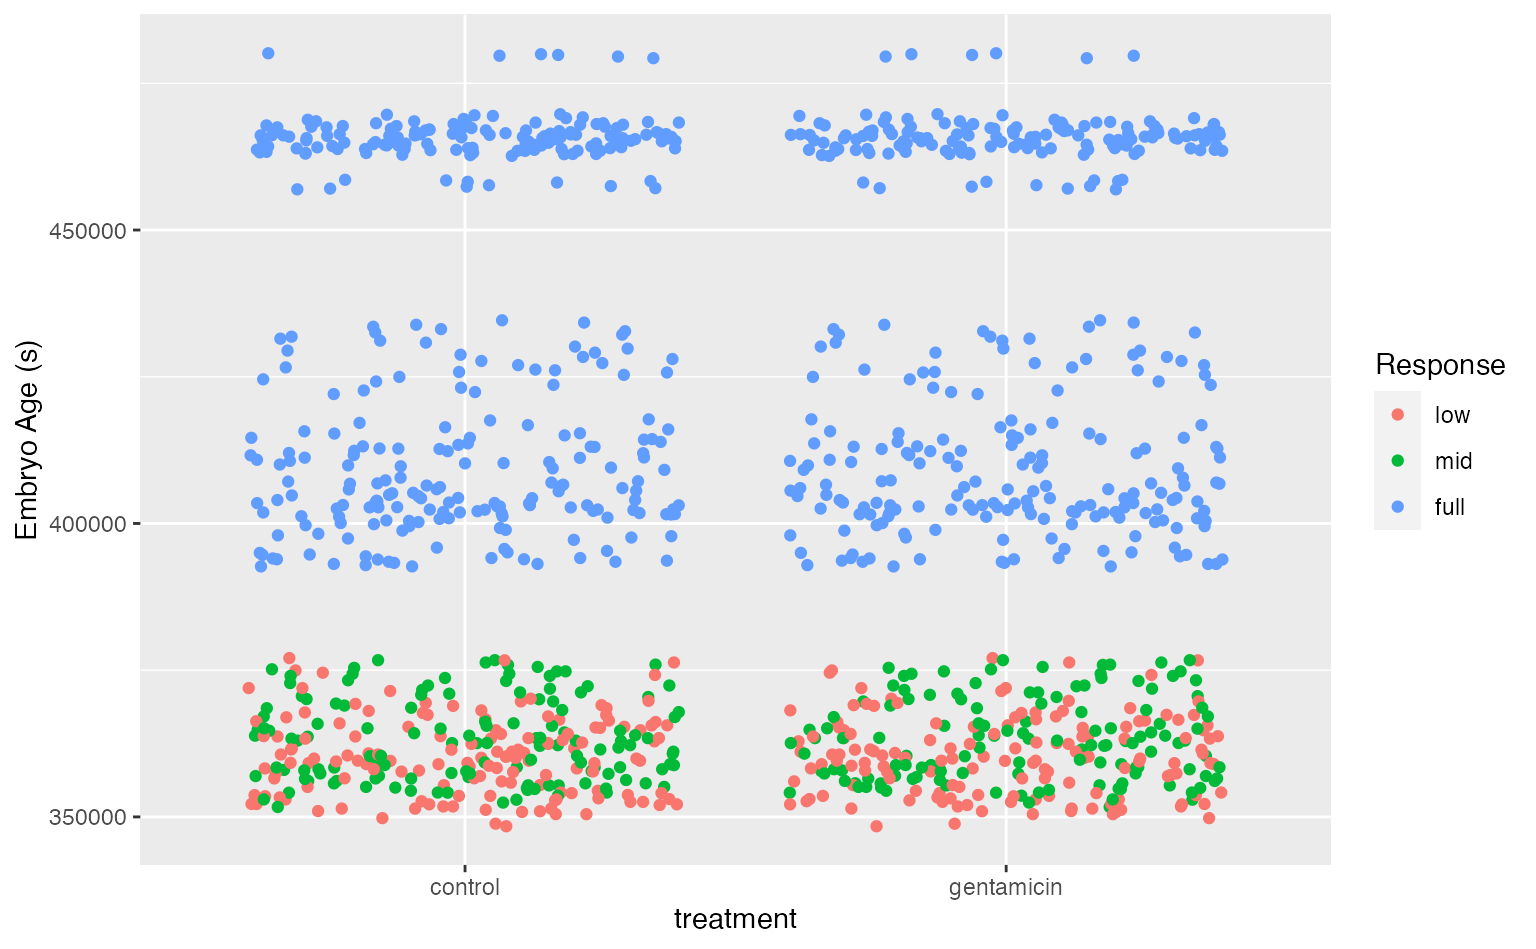 Embryo Age (s)
450000
400000
350000
control
gentamicin
treatment
Response
low
mid
full